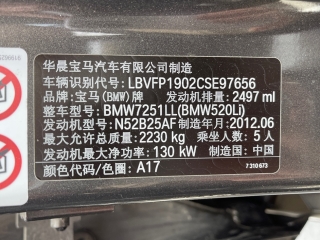 华晨宝马汽车有限公司制造
车辆识别代号: LBVFP1902CSE97656
品牌: 宝马(BMW)牌 发动机排量: 2497 ml
整车型号: BMW7251LL(BMW520Li)
发动机型号: N52B25AF 制造年月: 2012.06
最大允许总质量: 2230 kg 乘坐人数: 5 人
发动机最大净功率: 130 kW 制造国: 中国
颜色代码/色圈: A17
7 310 673